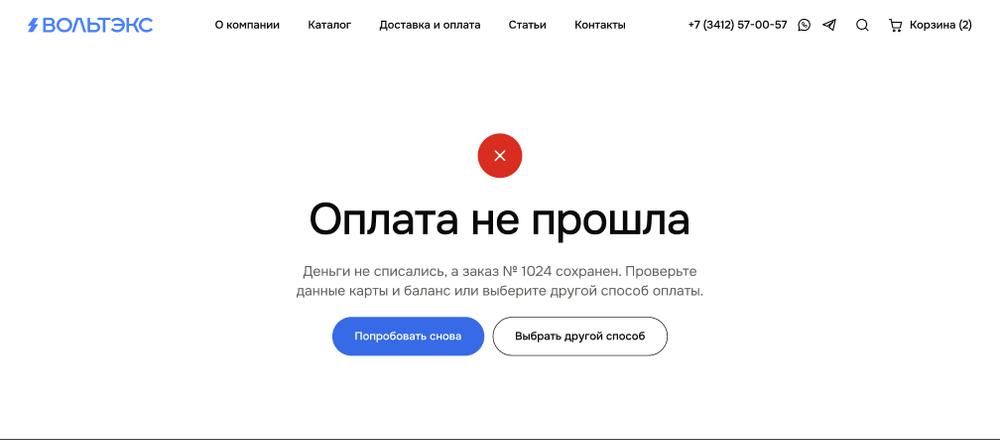 ВОЛЬТЭКС
О компании
Каталог
Доставка и оплата
Статьи
Контакты
+7 (3412) 57-00-57
Корзина (2)
Оплата не прошла
Деньги не списались, а заказ № 1024 сохранен. Проверьте
данные карты и баланс или выберите другой способ оплаты.
Попробовать снова
Выбрать другой способ